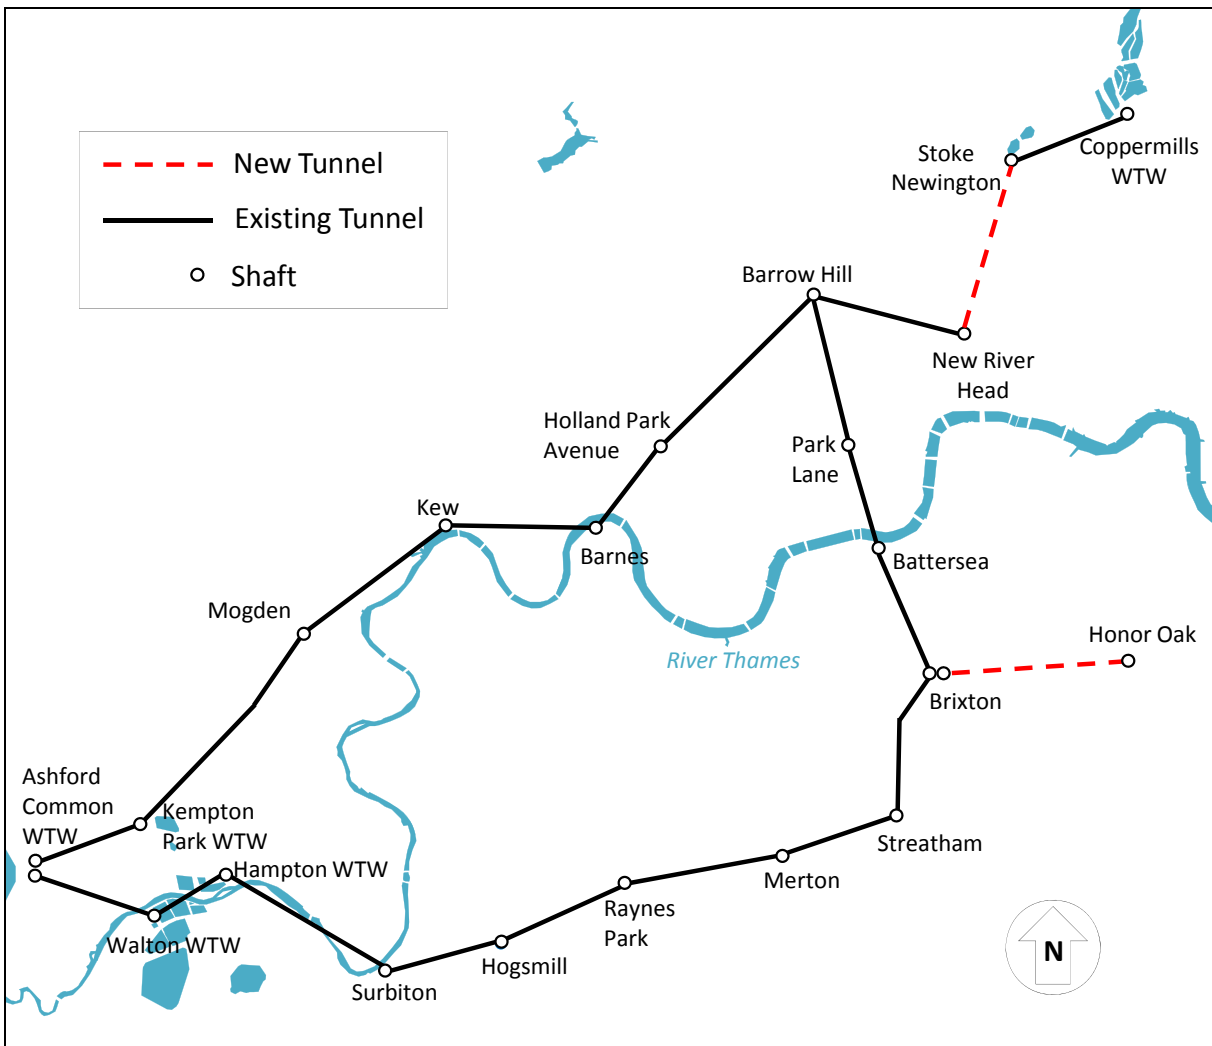 New Tunnel
Existing Tunnel
Shaft
Stoke
Newington
Coppermills
WTW
Barrow Hill
New River
Head
Holland Park
Avenue
Park
Lane
Kew
Barnes
Battersea
Mogden
River Thames
Honor Oak
Brixton
Ashford
Common
WTW
Kempton
Park WTW
Hampton WTW
Streatham
Merton
Raynes
Park
Walton WTW
Hogsmill
Surbiton
N